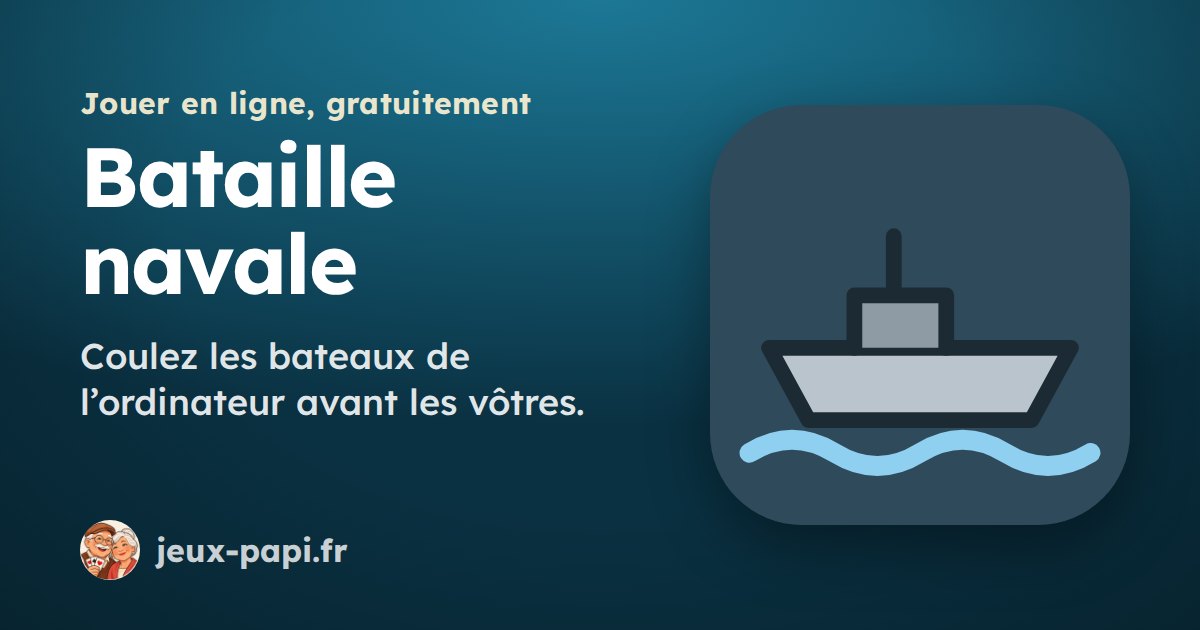 Jouer en ligne, gratuitement
Bataille
navale
Coulez les bateaux de
l’ordinateur avant les vôtres.
jeux-papi.fr